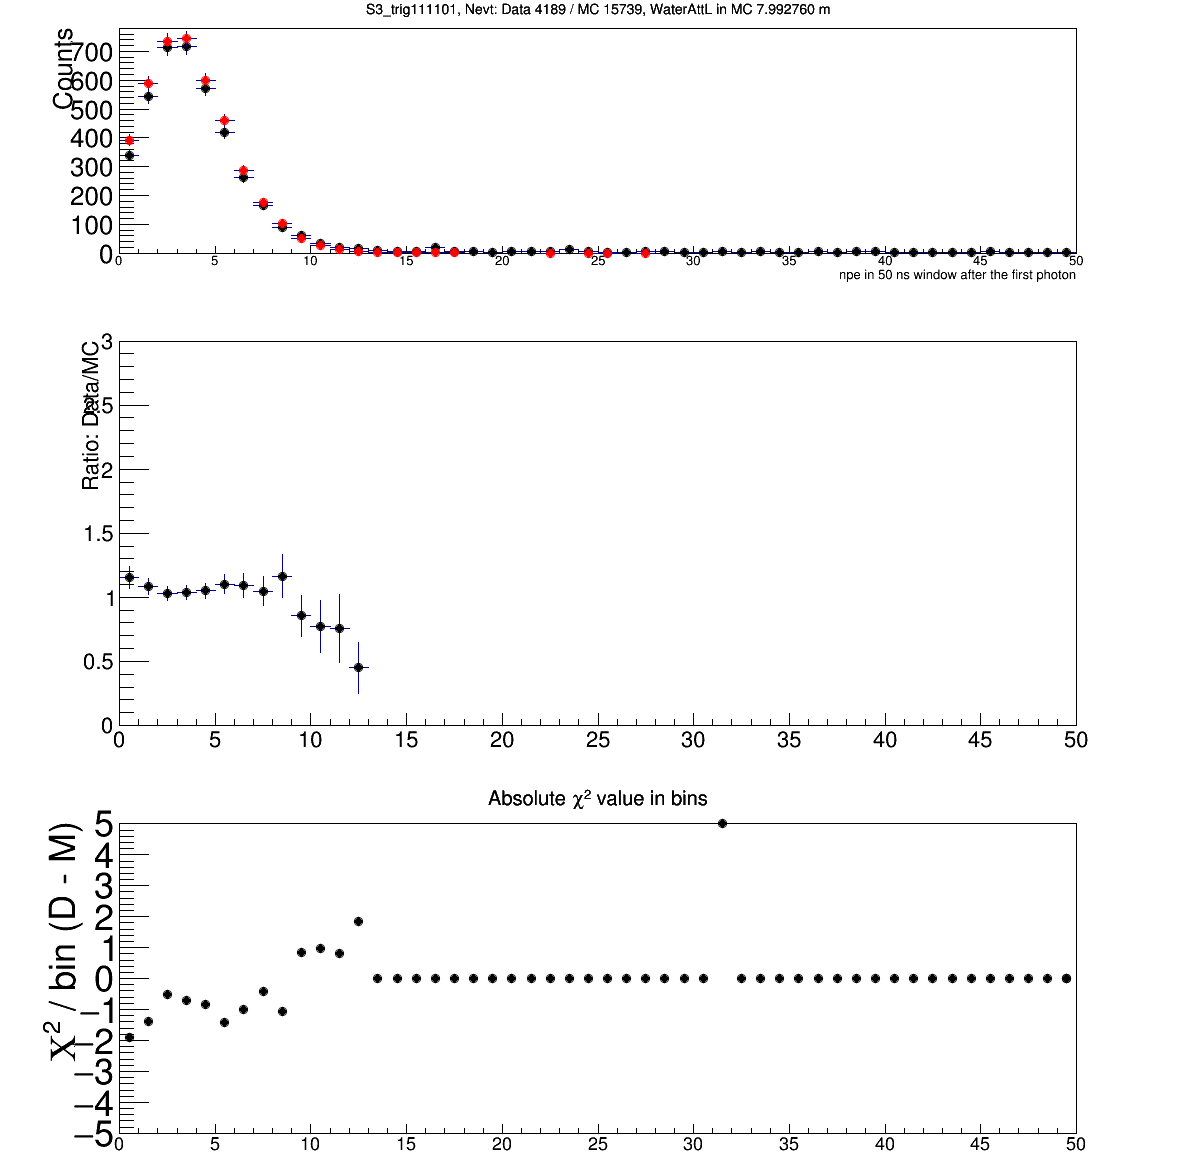 S3_trig111101, Nevt: Data 4189 / MC 15739, WaterAttL in MC 7.992760 m
Counts
700
600
500
400
300
200
100
0
0 5 10 15 20 25 30 35 40 45 50
npe in 50 ns window after the first photon
Ratio: Data/MC
3
2.5
2
1.5
1
0.5
0
0 5 10 15 20 25 30 35 40 45 50
Absolute χ² value in bins
X² / bin (D - M)
5
4
3
2
1
0
−1
−2
−3
−4
−5
0 5 10 15 20 25 30 35 40 45 50